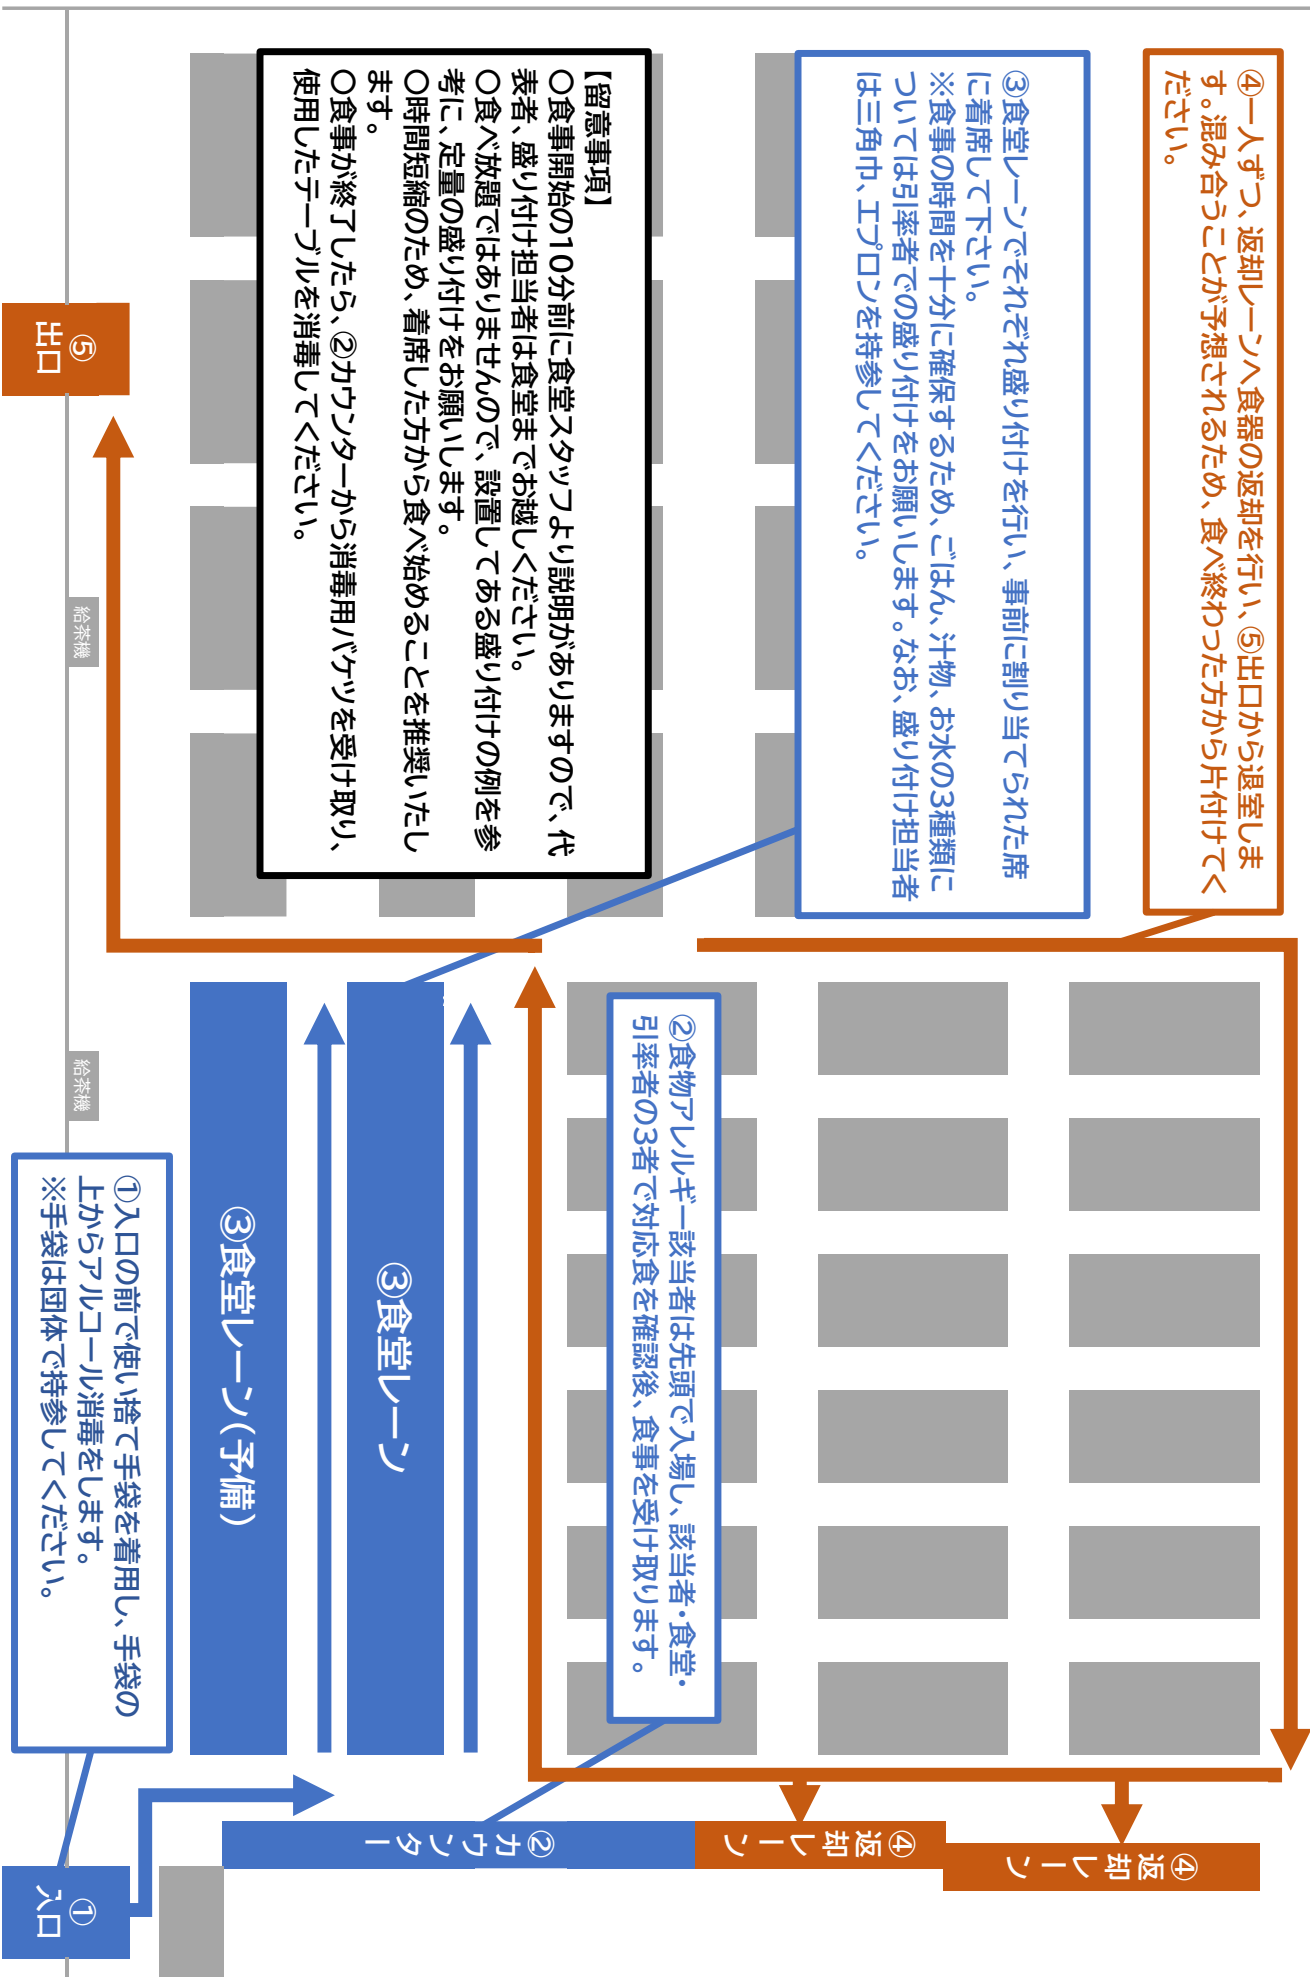 ④一人ずつ、返却レーンへ食器の返却を行い、⑤出口から退室しま
す。混み合うことが予想されるため、食べ終わった方から片付けてく
ださい。
③食堂レーンでそれぞれ盛り付けを行い、事前に割り当てられた席
に着席して下さい。
※食事の時間を十分に確保するため、ごはん、汁物、お水の3種類に
ついては引率者での盛り付けをお願いします。なお、盛り付け担当者
は三角巾、エプロンを持参してください。
【留意事項】
〇食事開始の10分前に食堂スタッフより説明がありますので、代
表者、盛り付け担当者は食堂までお越しください。
〇食べ放題ではありませんので、設置してある盛り付けの例を参
考に、定量の盛り付けをお願いします。
〇時間短縮のため、着席した方から食べ始めることを推奨いたし
ます。
〇食事が終了したら、②カウンターから消毒用バケツを受け取り、
使用したテーブルを消毒してください。
⑤
出口
給茶機
給茶機
②食物アレルギー該当者は先頭で入場し、該当者・食堂・
引率者の3者で対応食を確認後、食事を受け取ります。
③食堂レーン
③食堂レーン(予備)
①入口の前で使い捨て手袋を着用し、手袋の
上からアルコール消毒をします。
※手袋は団体で持参してください。
④返却レーン
④返却レーン
②カウンター
①
入口